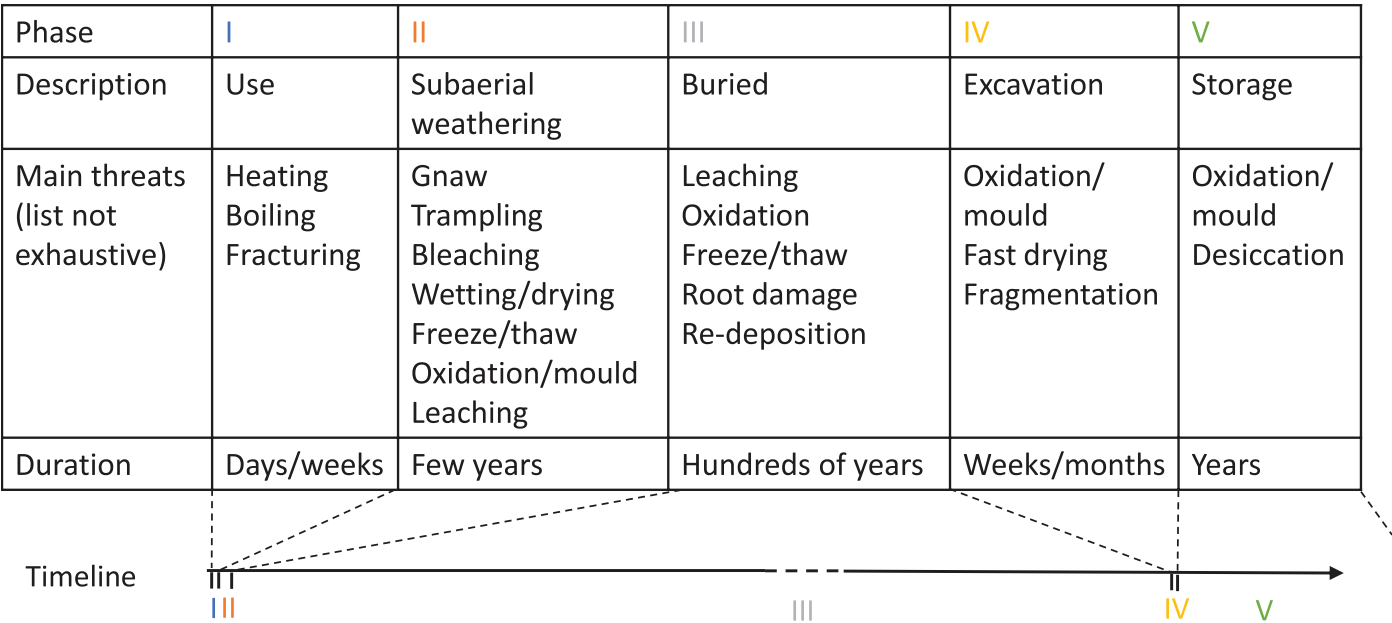 Phase I II III IV V
Description Use Subaerial weathering Buried Excavation Storage
Main threats (list not exhaustive)
Heating
Boiling
Fracturing
Gnaw
Trampling
Bleaching
Wetting/drying
Freeze/thaw
Oxidation/mould
Leaching
Leaching
Oxidation
Freeze/thaw
Root damage
Re-deposition
Oxidation/
mould
Fast drying
Fragmentation
Oxidation/
mould
Desiccation
Duration Days/weeks Few years Hundreds of years Weeks/months Years
Timeline
I II III IV V